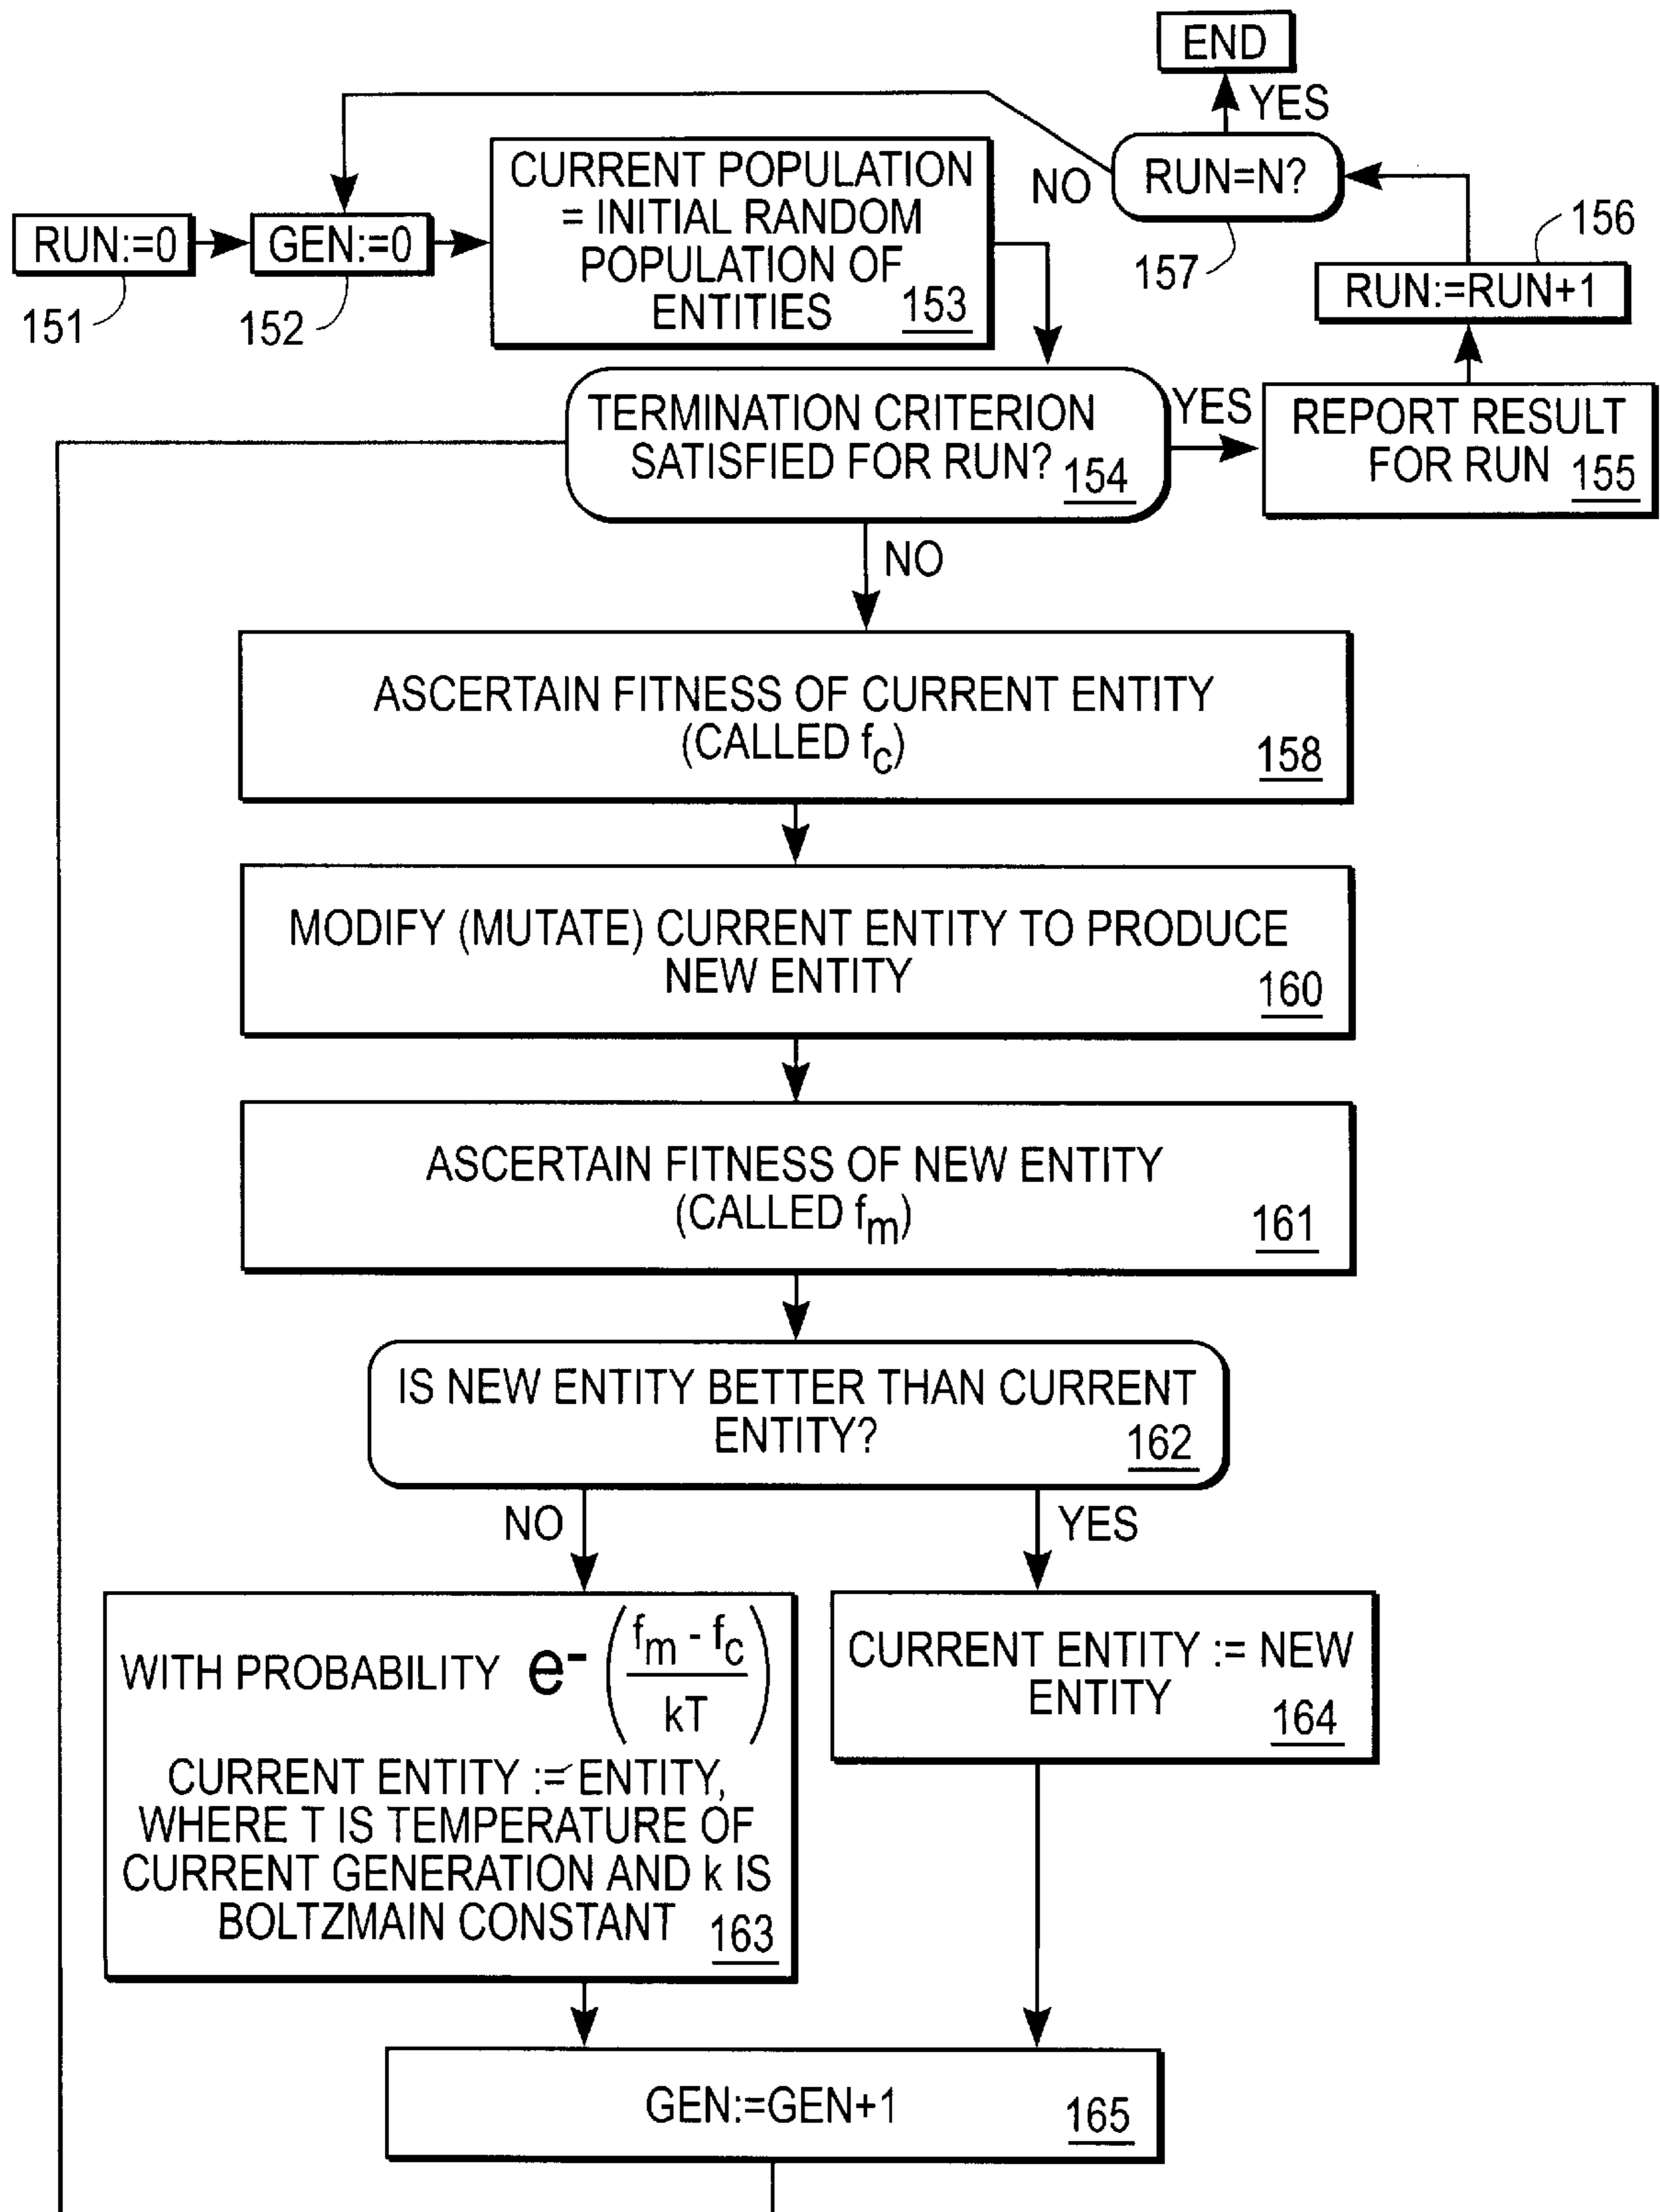 END
YES
RUN=N?
NO
157
156
RUN:=RUN+1
RUN:=0
151
GEN:=0
152
CURRENT POPULATION
= INITIAL RANDOM
POPULATION OF
ENTITIES 153
TERMINATION CRITERION
SATISFIED FOR RUN? 154
YES
REPORT RESULT
FOR RUN 155
NO
ASCERTAIN FITNESS OF CURRENT ENTITY
(CALLED fc)
158
MODIFY (MUTATE) CURRENT ENTITY TO PRODUCE
NEW ENTITY
160
ASCERTAIN FITNESS OF NEW ENTITY
(CALLED fm)
161
IS NEW ENTITY BETTER THAN CURRENT
ENTITY? 162
NO
YES
WITH PROBABILITY e- (fm - fc / kT)
CURRENT ENTITY := ENTITY,
WHERE T IS TEMPERATURE OF
CURRENT GENERATION AND k IS
BOLTZMAIN CONSTANT 163
CURRENT ENTITY := NEW
ENTITY 164
GEN:=GEN+1 165